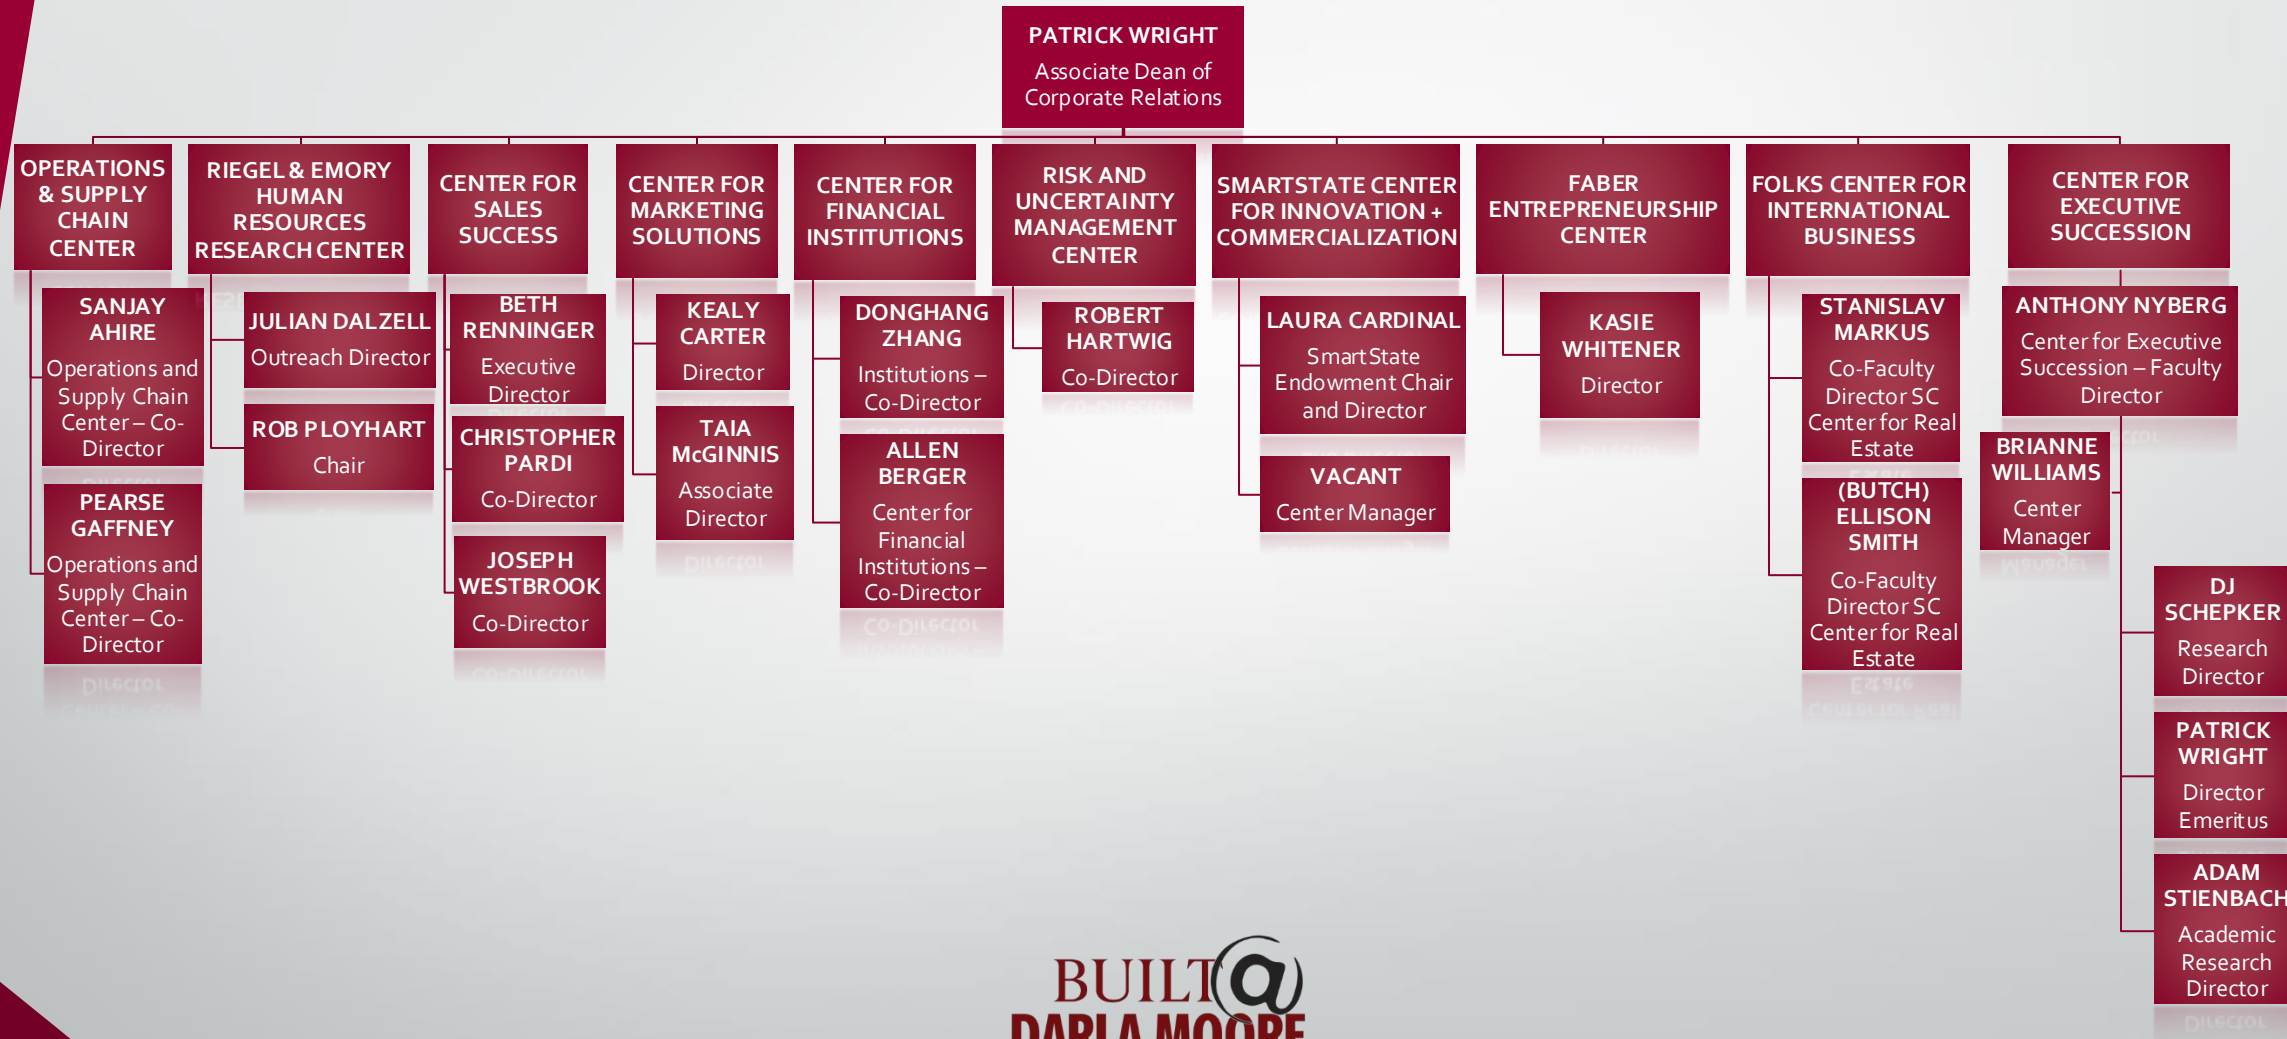 PATRICK WRIGHT
Associate Dean of
Corporate Relations
OPERATIONS
& SUPPLY
CHAIN
CENTER
SANJAY
AHIRE
Operations and
Supply Chain
Center – Co-
Director
PEARSE
GAFFNEY
Operations and
Supply Chain
Center – Co-
Director
RIEGEL & EMORY
HUMAN
RESOURCES
RESEARCH CENTER
JULIAN DALZELL
Outreach Director
ROB PLOYHART
Chair
CENTER FOR
SALES
SUCCESS
BETH
RENNINGER
Executive
Director
CHRISTOPHER
PARDI
Co-Director
JOSEPH
WESTBROOK
Co-Director
CENTER FOR
MARKETING
SOLUTIONS
KEALY
CARTER
Director
TAIA
McGINNIS
Associate
Director
CENTER FOR
FINANCIAL
INSTITUTIONS
DONGHANG
ZHANG
Institutions –
Co-Director
ALLEN
BERGER
Center for
Financial
Institutions –
Co-Director
RISK AND
UNCERTAINTY
MANAGEMENT
CENTER
ROBERT
HARTWIG
Co-Director
SMARTSTATE CENTER
FOR INNOVATION +
COMMERCIALIZATION
LAURA CARDINAL
SmartState
Endowment Chair
and Director
VACANT
Center Manager
FABER
ENTREPRENEURSHIP
CENTER
KASIE
WHITENER
Director
FOLKS CENTER FOR
INTERNATIONAL
BUSINESS
STANISLAV
MARKUS
Co-Faculty
Director SC
Center for Real
Estate
(BUTCH)
ELLISON
SMITH
Co-Faculty
Director SC
Center for Real
Estate
CENTER FOR
EXECUTIVE
SUCCESSION
ANTHONY NYBERG
Center for Executive
Succession – Faculty
Director
BRIANNE
WILLIAMS
Center
Manager
DJ
SCHEPKER
Research
Director
PATRICK
WRIGHT
Director
Emeritus
ADAM
STIENBACH
Academic
Research
Director
BUILT@
DARLA MOORE